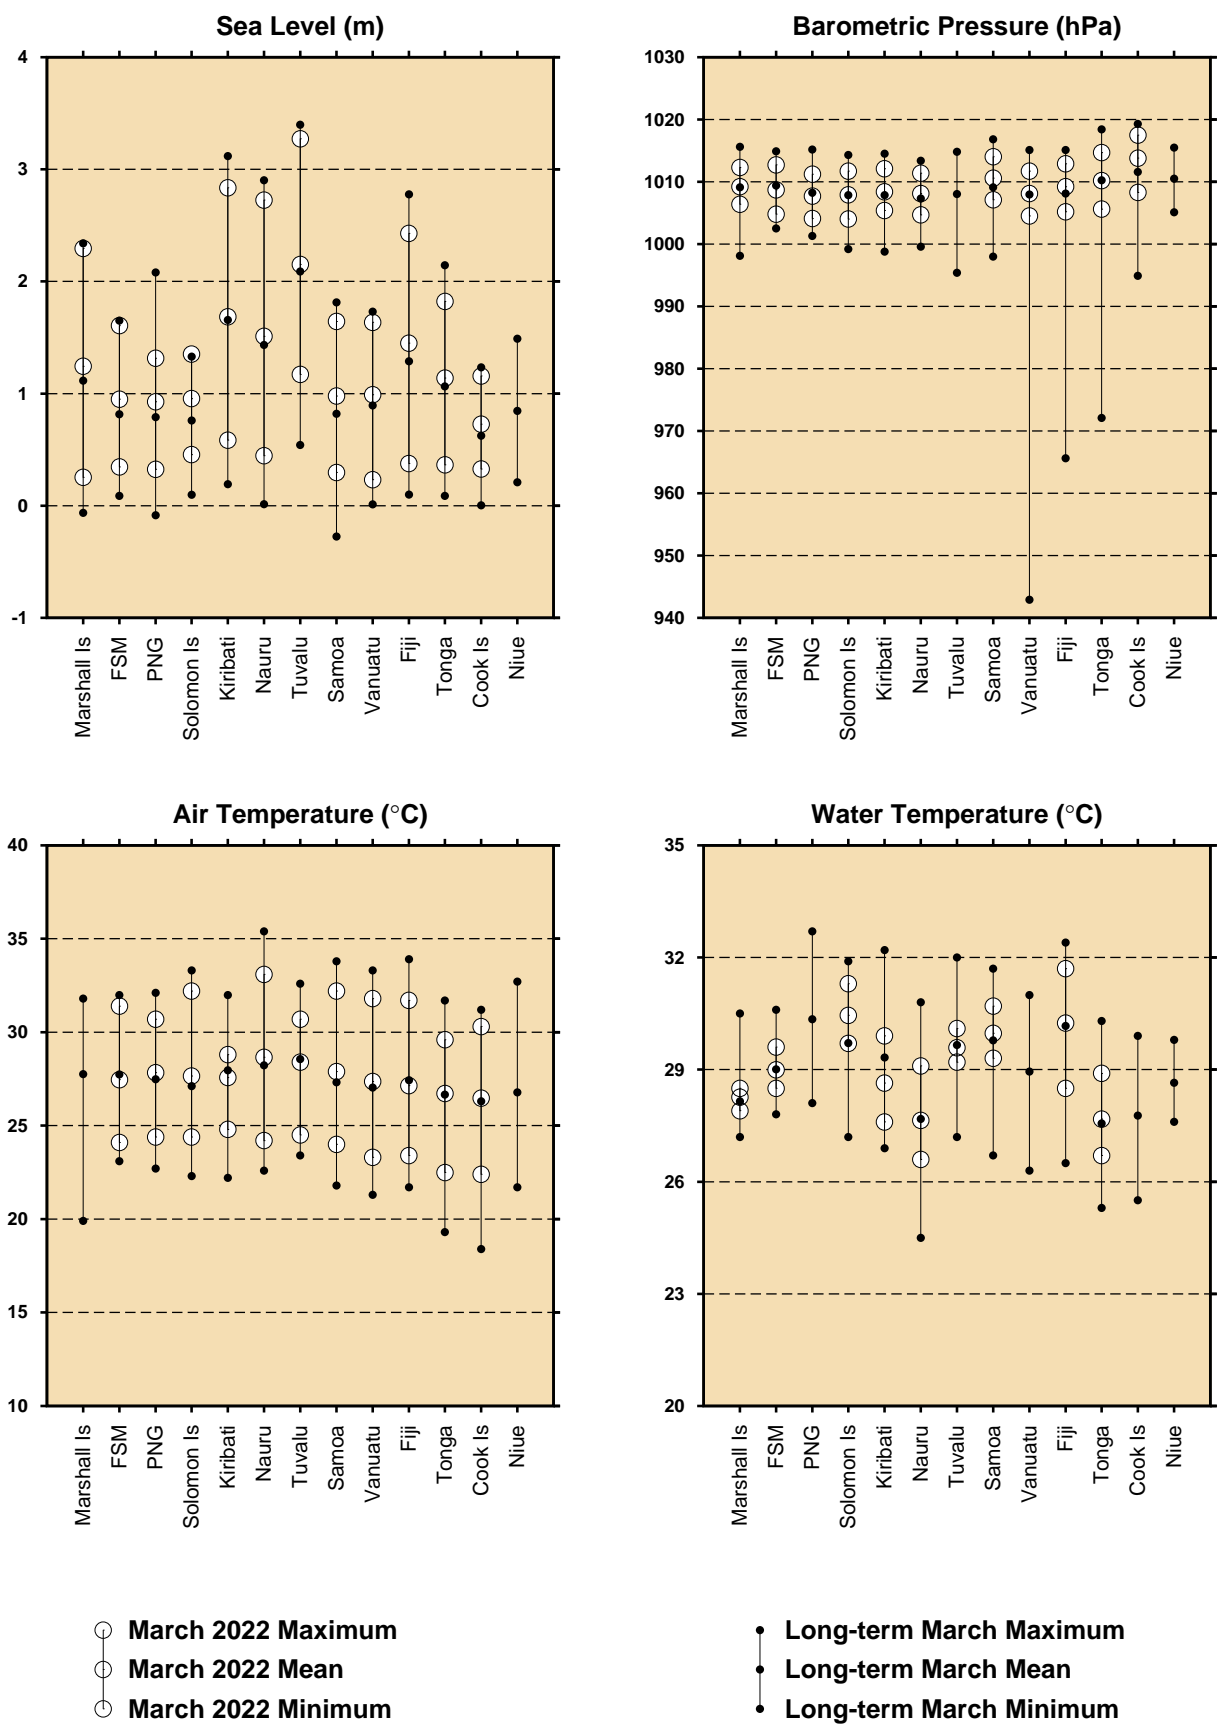 Sea Level (m)
4
3
2
1
0
-1
Marshall Is
FSM
PNG
Solomon Is
Kiribati
Nauru
Tuvalu
Samoa
Vanuatu
Fiji
Tonga
Cook Is
Niue
Barometric Pressure (hPa)
1030
1020
1010
1000
990
980
970
960
950
940
Marshall Is
FSM
PNG
Solomon Is
Kiribati
Nauru
Tuvalu
Samoa
Vanuatu
Fiji
Tonga
Cook Is
Niue
Air Temperature (°C)
40
35
30
25
20
15
10
Marshall Is
FSM
PNG
Solomon Is
Kiribati
Nauru
Tuvalu
Samoa
Vanuatu
Fiji
Tonga
Cook Is
Niue
Water Temperature (°C)
35
32
29
26
23
20
Marshall Is
FSM
PNG
Solomon Is
Kiribati
Nauru
Tuvalu
Samoa
Vanuatu
Fiji
Tonga
Cook Is
Niue
March 2022 Maximum
March 2022 Mean
March 2022 Minimum
Long-term March Maximum
Long-term March Mean
Long-term March Minimum